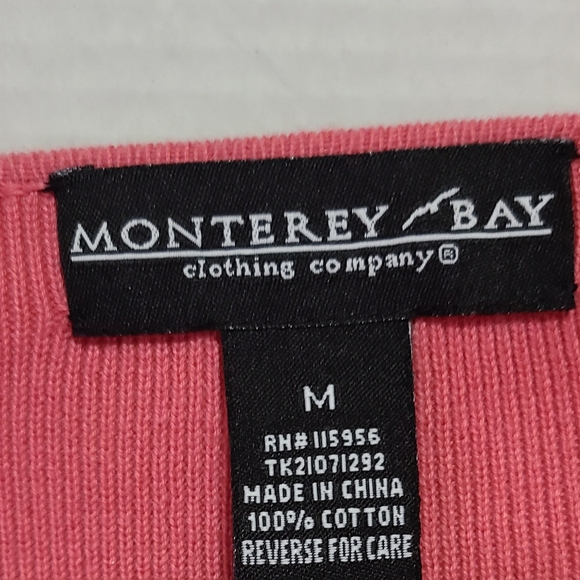 MONTEREY BAY
clothing company®
M
RN#115956
TK21071292
MADE IN CHINA
100% COTTON
REVERSE FOR CARE